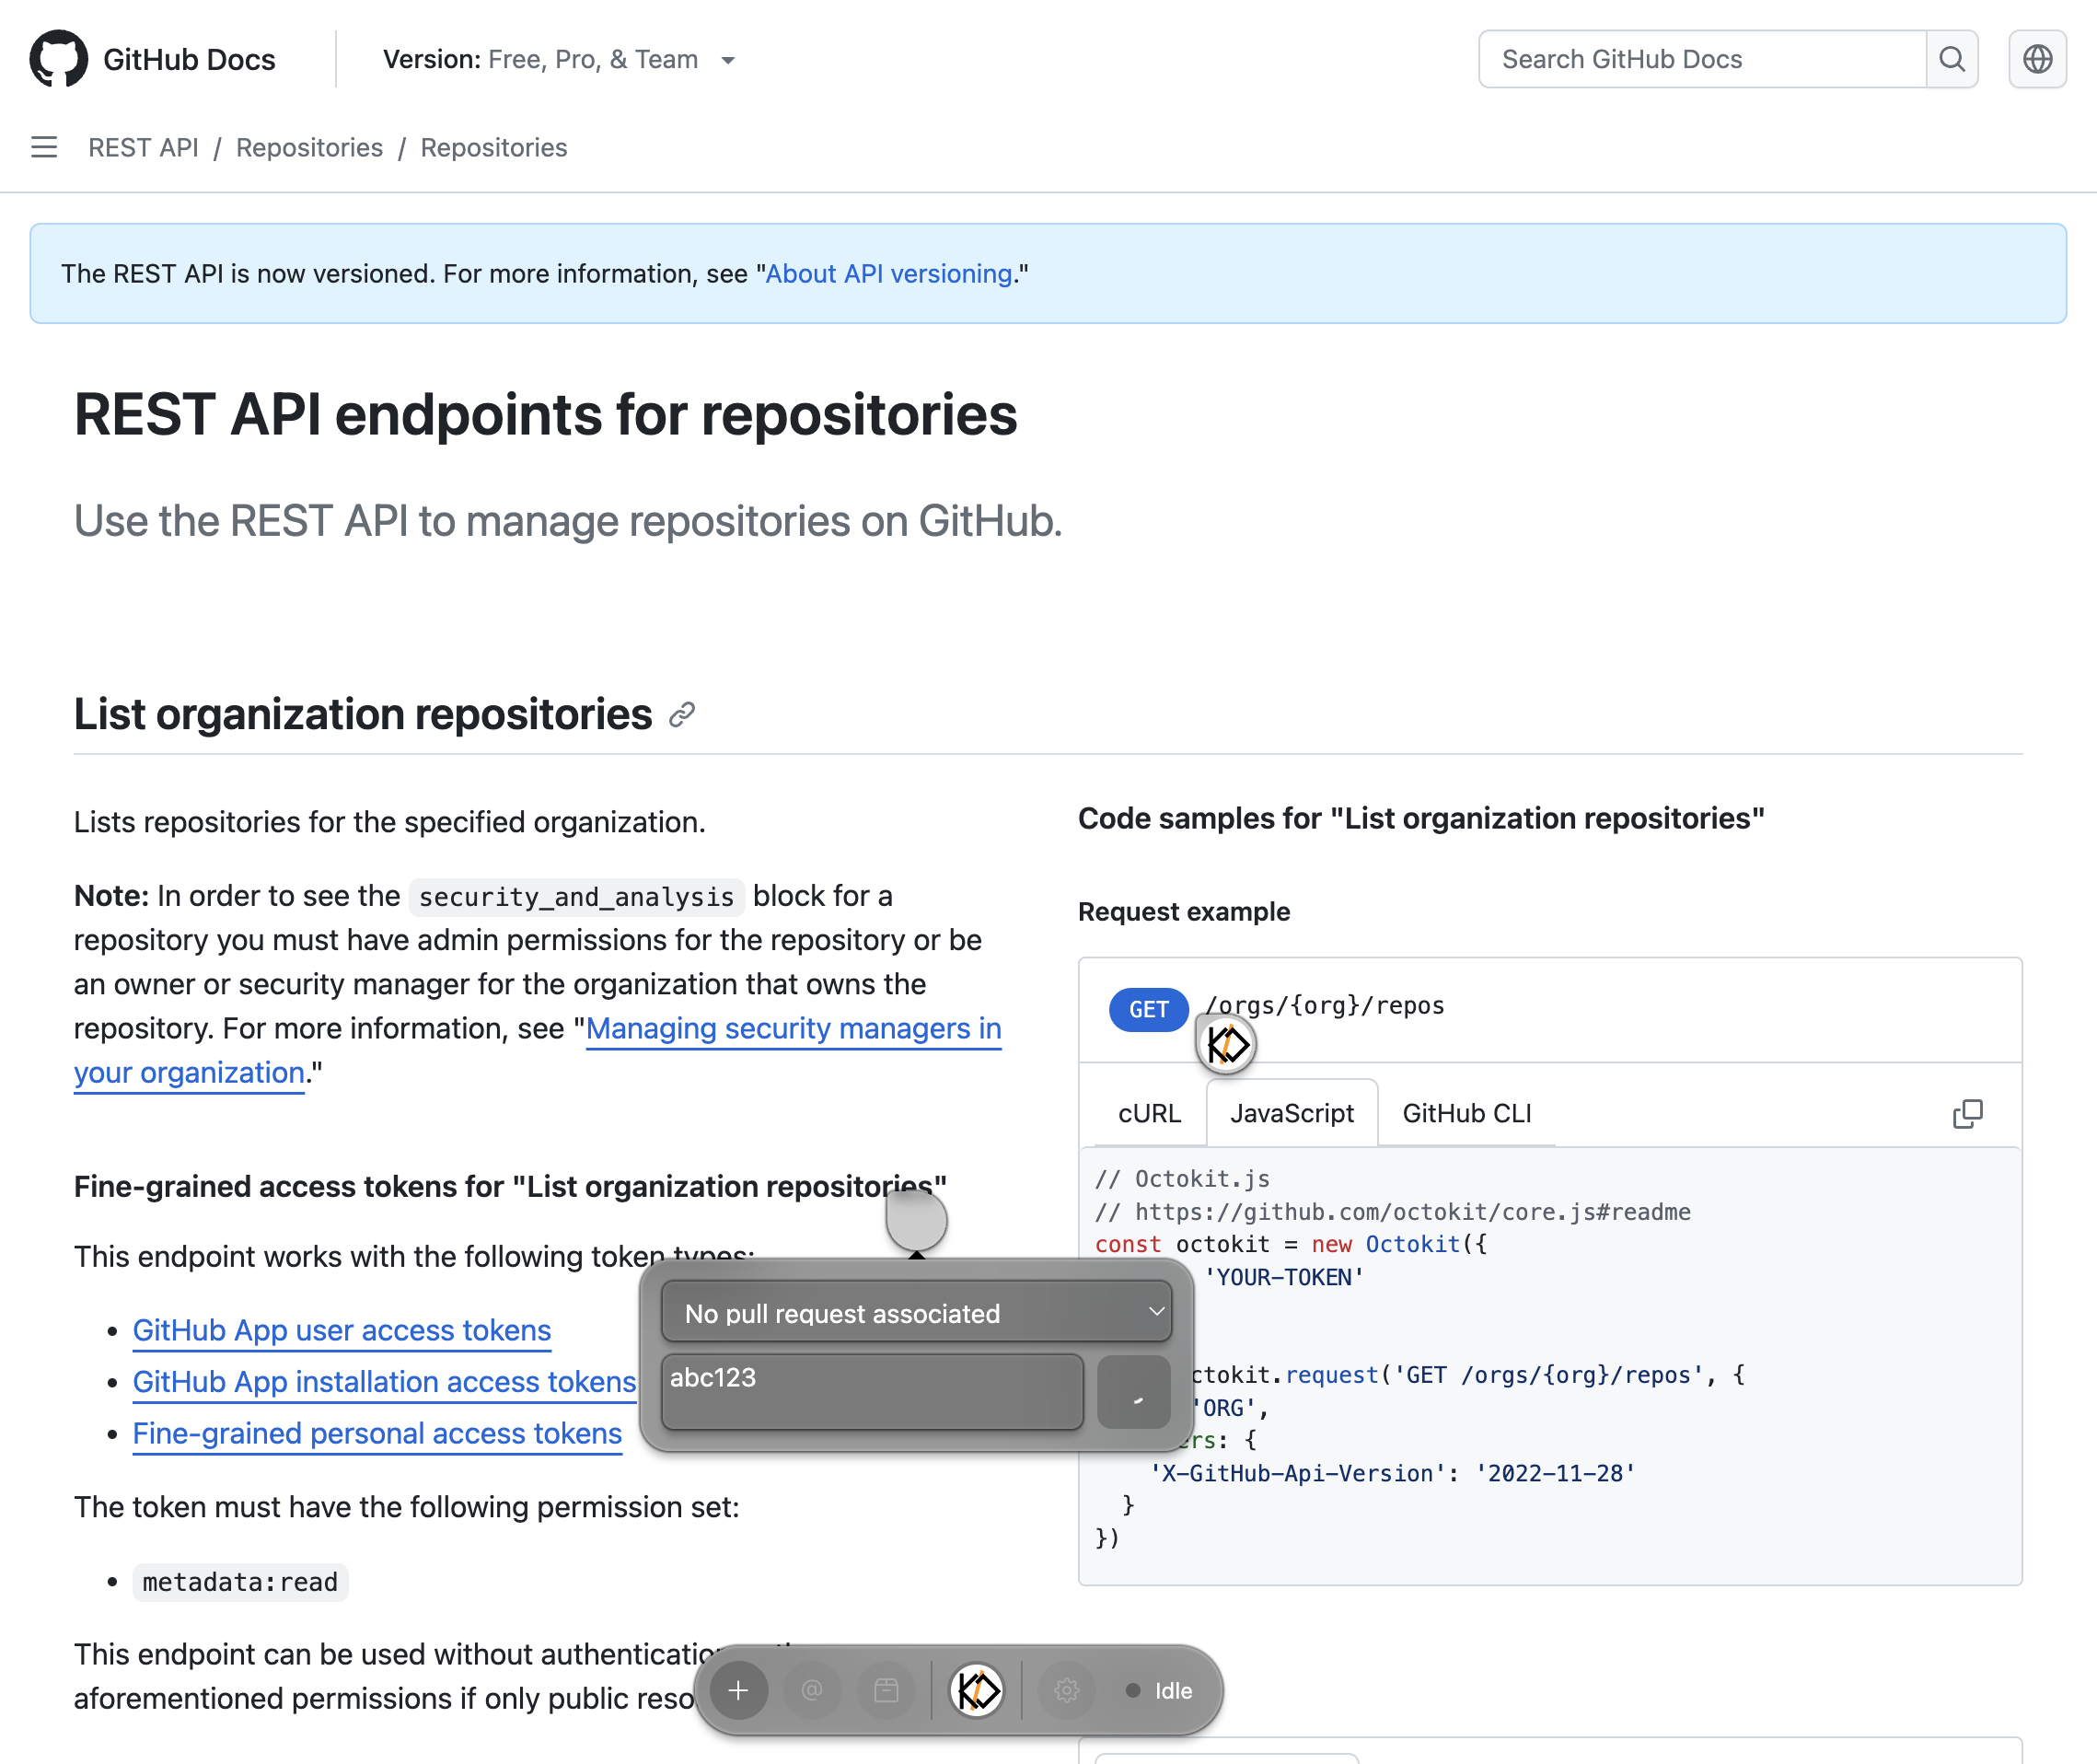 GitHub Docs
Version: Free, Pro, & Team
Search GitHub Docs
REST API / Repositories / Repositories
The REST API is now versioned. For more information, see "About API versioning."
REST API endpoints for repositories
Use the REST API to manage repositories on GitHub.
List organization repositories
Lists repositories for the specified organization.
Note: In order to see the security_and_analysis block for a
repository you must have admin permissions for the repository or be
an owner or security manager for the organization that owns the
repository. For more information, see "Managing security managers in
your organization."
Fine-grained access tokens for "List organization repositories"
This endpoint works with the following token types:
GitHub App user access tokens
GitHub App installation access tokens
Fine-grained personal access tokens
The token must have the following permission set:
metadata:read
This endpoint can be used without authentication
aforementioned permissions if only public
Code samples for "List organization repositories"
Request example
GET /orgs/{org}/repos
cURL
JavaScript
GitHub CLI
// Octokit.js
// https://github.com/octokit/core.js#readme
const octokit = new Octokit({
'YOUR-TOKEN'
ctokit.request('GET /orgs/{org}/repos', {
'ORG',
ers: {
'X-GitHub-Api-Version': '2022-11-28'
}
})
No pull request associated
abc123
Idle